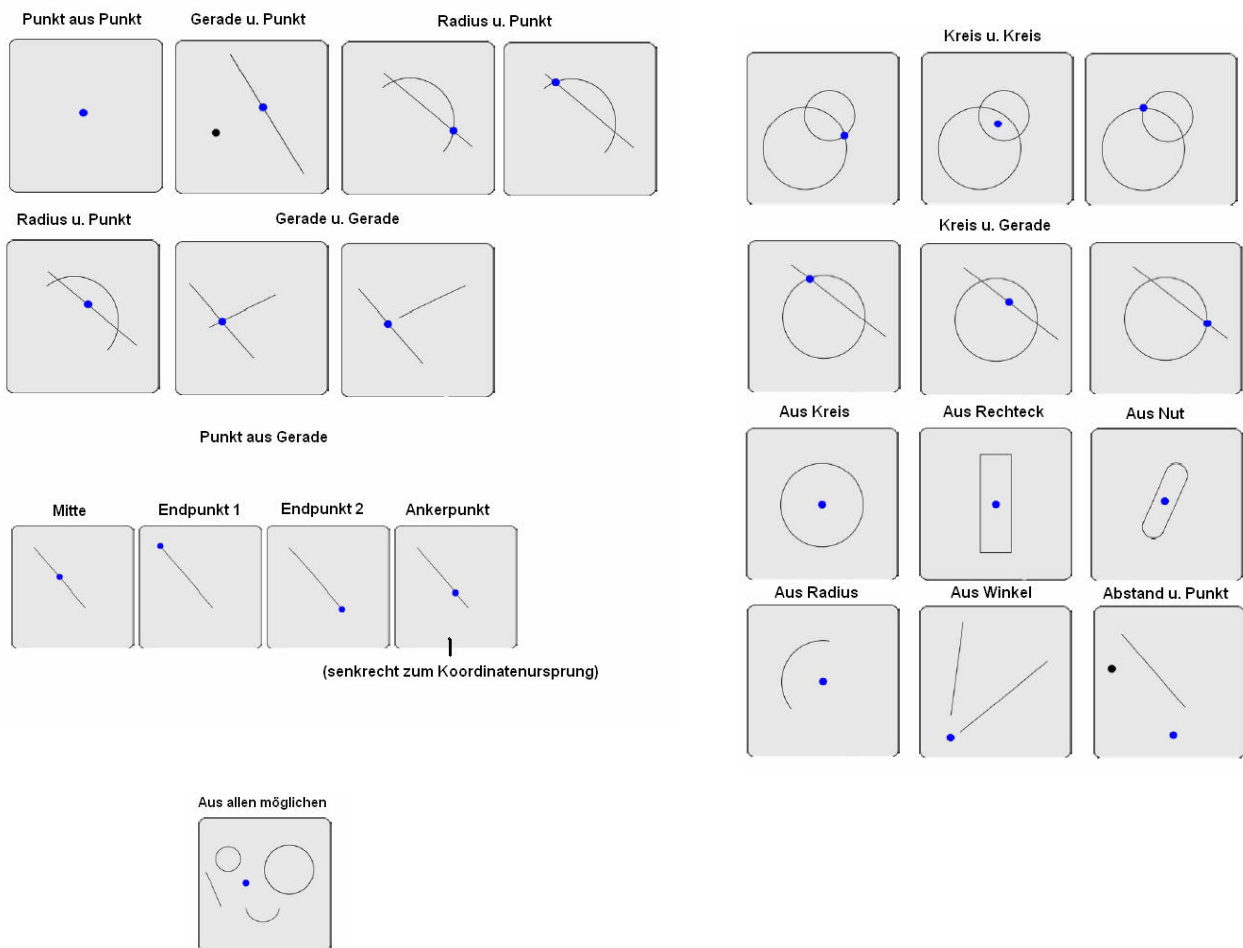 Punkt aus Punkt
Gerade u. Punkt
Radius u. Punkt
Radius u. Punkt
Gerade u. Gerade
Punkt aus Gerade
Mitte
Endpunkt 1
Endpunkt 2
Ankerpunkt
(senkrecht zum Koordinatenursprung)
Aus allen möglichen
Kreis u. Kreis
Kreis u. Gerade
Aus Kreis
Aus Rechteck
Aus Nut
Aus Radius
Aus Winkel
Abstand u. Punkt